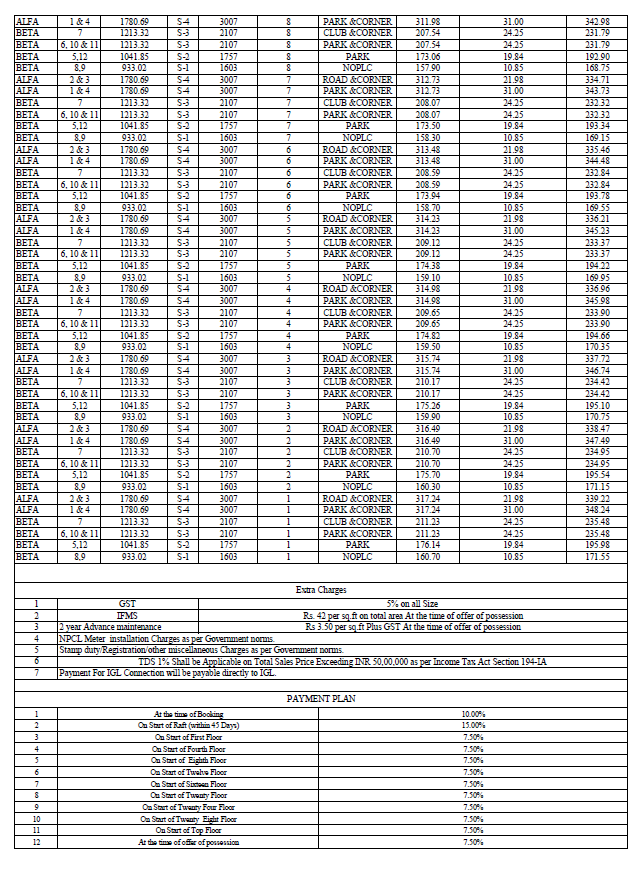 ALFA 1 & 4 1780.69 S-4 3007 8 PARK &CORNER 311.98 31.00 342.98
BETA 7 1213.32 S-3 2107 8 CLUB &CORNER 207.54 24.25 231.79
BETA 6, 10 & 11 1213.32 S-3 2107 8 PARK &CORNER 207.54 24.25 231.79
BETA 5,12 1041.85 S-2 1757 8 PARK 173.06 19.84 192.90
BETA 8,9 933.02 S-1 1603 8 NOPLC 157.90 10.85 168.75
ALFA 2 & 3 1780.69 S-4 3007 7 ROAD &CORNER 312.73 21.98 334.71
ALFA 1 & 4 1780.69 S-4 3007 7 PARK &CORNER 312.73 31.00 343.73
BETA 7 1213.32 S-3 2107 7 CLUB &CORNER 208.07 24.25 232.32
BETA 6, 10 & 11 1213.32 S-3 2107 7 PARK &CORNER 208.07 24.25 232.32
BETA 5,12 1041.85 S-2 1757 7 PARK 173.50 19.84 193.34
BETA 8,9 933.02 S-1 1603 7 NOPLC 158.30 10.85 169.15
ALFA 2 & 3 1780.69 S-4 3007 6 ROAD &CORNER 313.48 21.98 335.46
ALFA 1 & 4 1780.69 S-4 3007 6 PARK &CORNER 313.48 31.00 344.48
BETA 7 1213.32 S-3 2107 6 CLUB &CORNER 208.59 24.25 232.84
BETA 6, 10 & 11 1213.32 S-3 2107 6 PARK &CORNER 208.59 24.25 232.84
BETA 5,12 1041.85 S-2 1757 6 PARK 173.94 19.84 193.78
BETA 8,9 933.02 S-1 1603 6 NOPLC 158.70 10.85 169.55
ALFA 2 & 3 1780.69 S-4 3007 5 ROAD &CORNER 314.23 21.98 336.21
ALFA 1 & 4 1780.69 S-4 3007 5 PARK &CORNER 314.23 31.00 345.23
BETA 7 1213.32 S-3 2107 5 CLUB &CORNER 209.12 24.25 233.37
BETA 6, 10 & 11 1213.32 S-3 2107 5 PARK &CORNER 209.12 24.25 233.37
BETA 5,12 1041.85 S-2 1757 5 PARK 174.38 19.84 194.22
BETA 8,9 933.02 S-1 1603 5 NOPLC 159.10 10.85 169.95
ALFA 2 & 3 1780.69 S-4 3007 4 ROAD &CORNER 314.98 21.98 336.96
ALFA 1 & 4 1780.69 S-4 3007 4 PARK &CORNER 314.98 31.00 345.98
BETA 7 1213.32 S-3 2107 4 CLUB &CORNER 209.65 24.25 233.90
BETA 6, 10 & 11 1213.32 S-3 2107 4 PARK &CORNER 209.65 24.25 233.90
BETA 5,12 1041.85 S-2 1757 4 PARK 174.82 19.84 194.66
BETA 8,9 933.02 S-1 1603 4 NOPLC 159.50 10.85 170.35
ALFA 2 & 3 1780.69 S-4 3007 3 ROAD &CORNER 315.74 21.98 337.72
ALFA 1 & 4 1780.69 S-4 3007 3 PARK &CORNER 315.74 31.00 346.74
BETA 7 1213.32 S-3 2107 3 CLUB &CORNER 210.17 24.25 234.42
BETA 6, 10 & 11 1213.32 S-3 2107 3 PARK &CORNER 210.17 24.25 234.42
BETA 5,12 1041.85 S-2 1757 3 PARK 175.26 19.84 195.10
BETA 8,9 933.02 S-1 1603 3 NOPLC 159.90 10.85 170.75
ALFA 2 & 3 1780.69 S-4 3007 2 ROAD &CORNER 316.49 21.98 338.47
ALFA 1 & 4 1780.69 S-4 3007 2 PARK &CORNER 316.49 31.00 347.49
BETA 7 1213.32 S-3 2107 2 CLUB &CORNER 210.70 24.25 234.95
BETA 6, 10 & 11 1213.32 S-3 2107 2 PARK &CORNER 210.70 24.25 234.95
BETA 5,12 1041.85 S-2 1757 2 PARK 175.70 19.84 195.54
BETA 8,9 933.02 S-1 1603 2 NOPLC 160.30 10.85 171.15
ALFA 2 & 3 1780.69 S-4 3007 1 ROAD &CORNER 317.24 21.98 339.22
ALFA 1 & 4 1780.69 S-4 3007 1 PARK &CORNER 317.24 31.00 348.24
BETA 7 1213.32 S-3 2107 1 CLUB &CORNER 211.23 24.25 235.48
BETA 6, 10 & 11 1213.32 S-3 2107 1 PARK &CORNER 211.23 24.25 235.48
BETA 5,12 1041.85 S-2 1757 1 PARK 176.14 19.84 195.98
BETA 8,9 933.02 S-1 1603 1 NOPLC 160.70 10.85 171.55
Extra Charges
1 GST 5% on all Size
2 IFMS Rs. 42 per sq.ft on total area At the time of offer of possession
3 2 year Advance maintenance Rs 3.50 per sq.ft Plus GST At the time of offer of possession
4 NPCL Meter installation Charges as per Government norms.
5 Stamp duty/Registration/other miscellaneous Charges as per Government norms.
6 TDS 1% Shall be Applicable on Total Sales Price Exceeding INR 50,00,000 as per Income Tax Act Section 194-IA
7 Payment For IGL Connection will be payable directly to IGL.
PAYMENT PLAN
1 At the time of Booking 10.00%
2 On Start of Raft (within 45 Days) 15.00%
3 On Start of First Floor 7.50%
4 On Start of Fourth Floor 7.50%
5 On Start of Eighth Floor 7.50%
6 On Start of Twelve Floor 7.50%
7 On Start of Sixteen Floor 7.50%
8 On Start of Twenty Floor 7.50%
9 On Start of Twenty Four Floor 7.50%
10 On Start of Twenty Eight Floor 7.50%
11 On Start of Top Floor 7.50%
12 At the time of offer of possession 7.50%